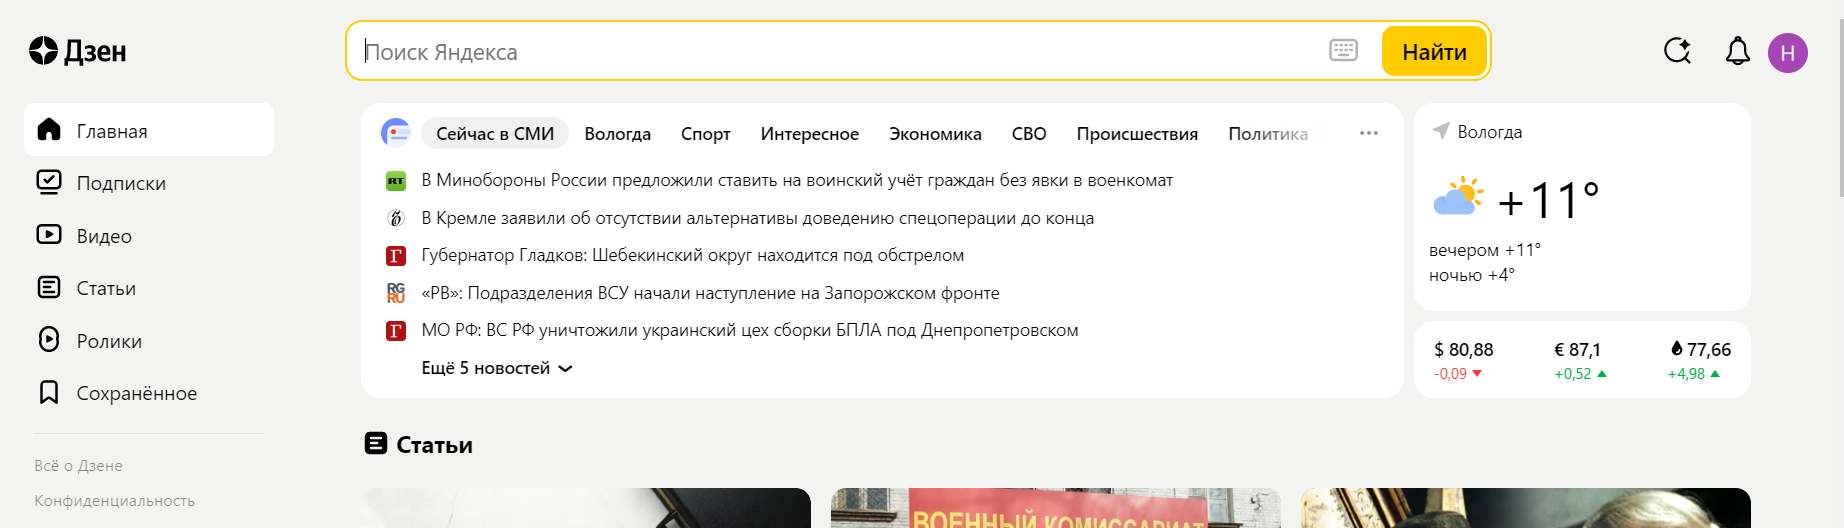 Дзен
Поиск Яндекса
Найти
Н
Главная
Подписки
Видео
Статьи
Ролики
Сохранённое
Всё о Дзене
Конфиденциальность
Сейчас в СМИ Вологда Спорт Интересное Экономика СВО Происшествия Политика
RT В Минобороны России предложили ставить на воинский учёт граждан без явки в военкомат
Ъ В Кремле заявили об отсутствии альтернативы доведению спецоперации до конца
Г Губернатор Гладков: Шебекинский округ находится под обстрелом
RG RU «РВ»: Подразделения ВСУ начали наступление на Запорожском фронте
Г МО РФ: ВС РФ уничтожили украинский цех сборки БПЛА под Днепропетровском
Ещё 5 новостей
Вологда
+11°
вечером +11°
ночью +4°
$ 80,88 € 87,1 77,66
-0,09 +0,52 +4,98
Статьи
ВОЕННЫЙ КОМИССАРИАТ